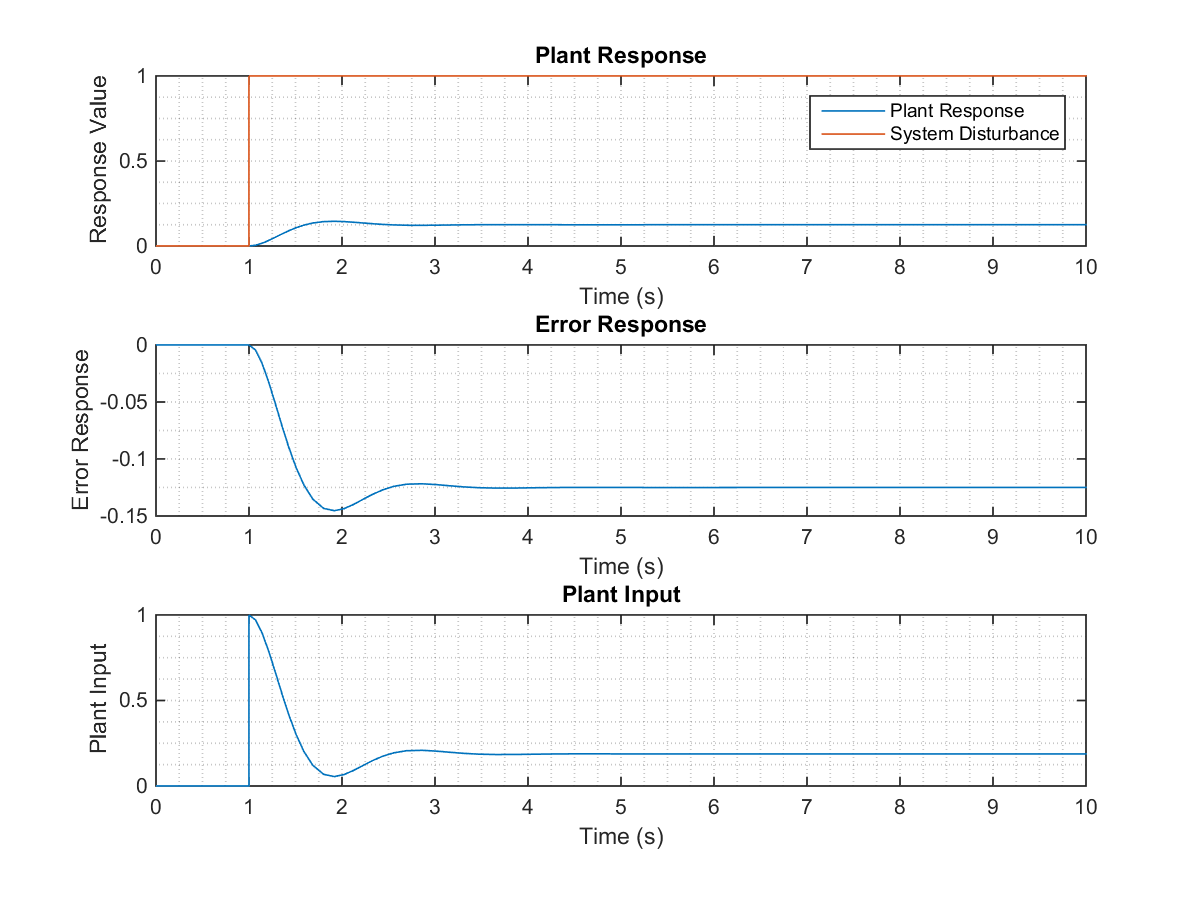 Plant Response
Response Value
1
0.5
0
Plant Response
System Disturbance
0 1 2 3 4 5 6 7 8 9 10
Time (s)
Error Response
Error Response
0
-0.05
-0.1
-0.15
0 1 2 3 4 5 6 7 8 9 10
Time (s)
Plant Input
Plant Input
1
0.5
0
0 1 2 3 4 5 6 7 8 9 10
Time (s)